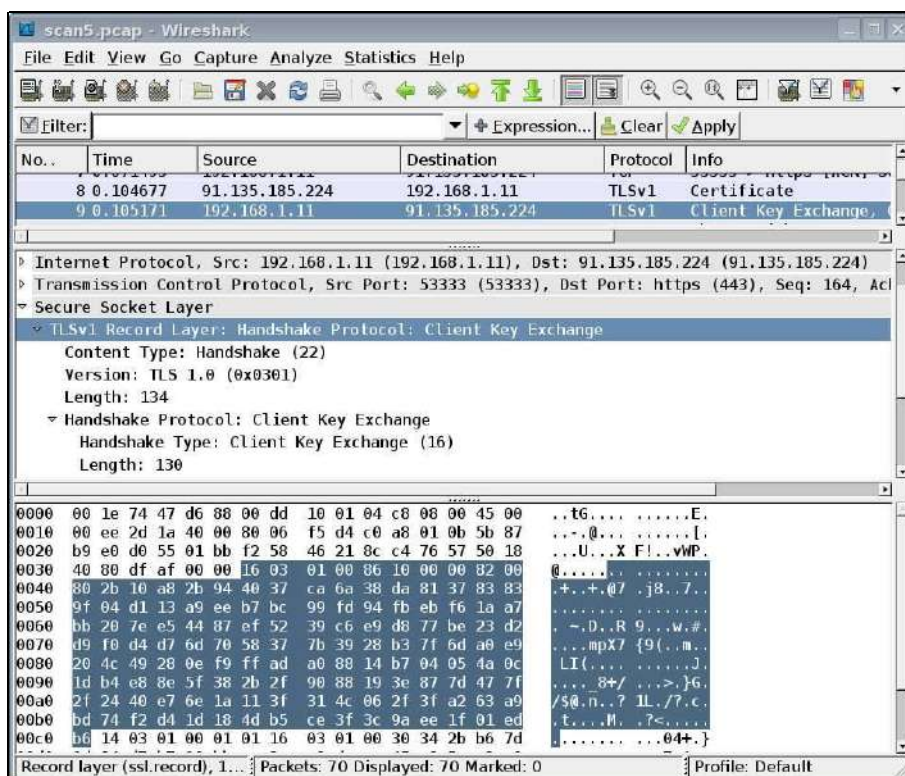 scan5.pcap - Wireshark
File Edit View Go Capture Analyze Statistics Help
Filter: Expression... Clear Apply
No.. Time Source Destination Protocol Info
8 0.104677 91.135.185.224 192.168.1.11 TLSv1 Certificate
9 0.105171 192.168.1.11 91.135.185.224 TLSv1 Client Key Exchange,
Internet Protocol, Src: 192.168.1.11 (192.168.1.11), Dst: 91.135.185.224 (91.135.185.224)
Transmission Control Protocol, Src Port: 53333 (53333), Dst Port: https (443), Seq: 164,
Secure Socket Layer
TLSv1 Record Layer: Handshake Protocol: Client Key Exchange
Content Type: Handshake (22)
Version: TLS 1.0 (0x0301)
Length: 134
Handshake Protocol: Client Key Exchange
Handshake Type: Client Key Exchange (16)
Length: 130
0000 00 1e 74 47 d6 88 00 dd 10 01 04 c8 08 00 45 00 ..tG.... ......E.
0010 00 ee 2d 1a 40 00 80 06 f5 d4 c0 a8 01 0b 5b 87 ..-.@... ......[.
0020 b9 e0 d0 55 01 bb f2 58 46 21 8c c4 76 57 50 18 ...U...X F!..vWP.
0030 40 80 df af 00 00 16 03 01 00 86 10 00 00 82 00 @....... ........
0040 80 2b 10 a8 2b 94 40 37 ca 6a 38 da 81 37 83 83 .+..+.@7 .j8..7..
0050 9f 04 d1 13 a9 ee b7 bc 99 fd 94 fb eb f6 1a a7 ........ ........
0060 bb 20 7e e5 44 87 ef 52 39 c6 e9 d8 77 be 23 d2 . ~.D..R 9...w.#.
0070 d9 f0 d4 d7 6d 70 58 37 7b 39 28 b3 7f 6d a0 e9 ....mpX7 {9(..m..
0080 20 4c 49 28 0e f9 ff ad a0 88 14 b7 04 05 4a 0c LI(.... ......J.
0090 1d b4 e8 8e 5f 38 2b 2f 90 88 19 3e 87 7d 47 7f ...._8+/ ...>.}G.
00a0 2f 24 40 e7 6e 1a 11 3f 31 4c 06 2f 3f a2 63 a9 /$@.n..? 1L./?.c.
00b0 bd 74 f2 d4 1d 18 4d b5 ce 3f 3c 9a ee 1f 01 ed .t....M. .?<.....
00c0 b6 14 03 01 00 01 01 16 03 01 00 30 34 2b b6 7d ........ ...04+.}
Record layer (ssl.record), 1... Packets: 70 Displayed: 70 Marked: 0 Profile: Default